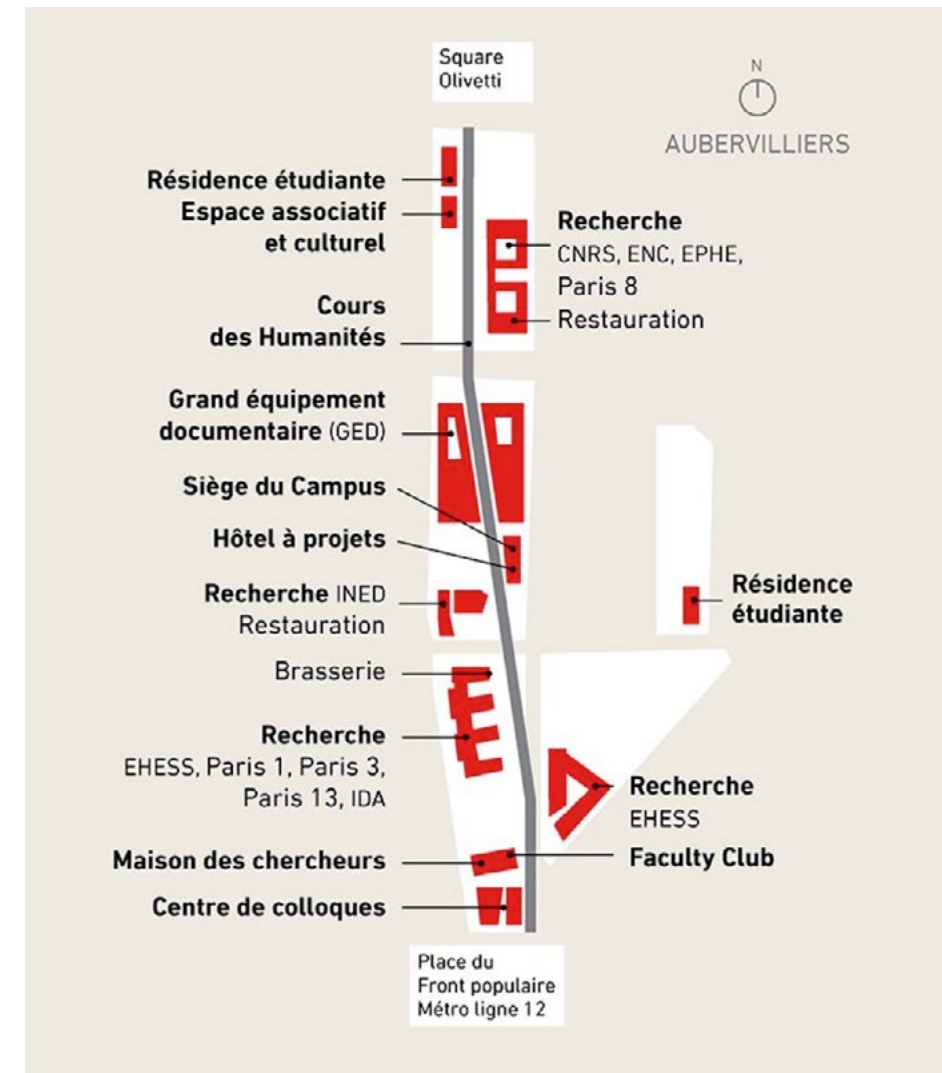 Square
Olivetti
N
AUBERVILLIERS
Résidence étudiante
Espace associatif
et culturel
Recherche
CNRS, ENC, EPHE,
Paris 8
Restauration
Cours
des Humanités
Grand équipement
documentaire (GED)
Siège du Campus
Hôtel à projets
Recherche INED
Restauration
Résidence
étudiante
Brasserie
Recherche
EHESS, Paris 1, Paris 3,
Paris 13, IDA
Recherche
EHESS
Maison des chercheurs
Faculty Club
Centre de colloques
Place du
Front populaire
Métro ligne 12